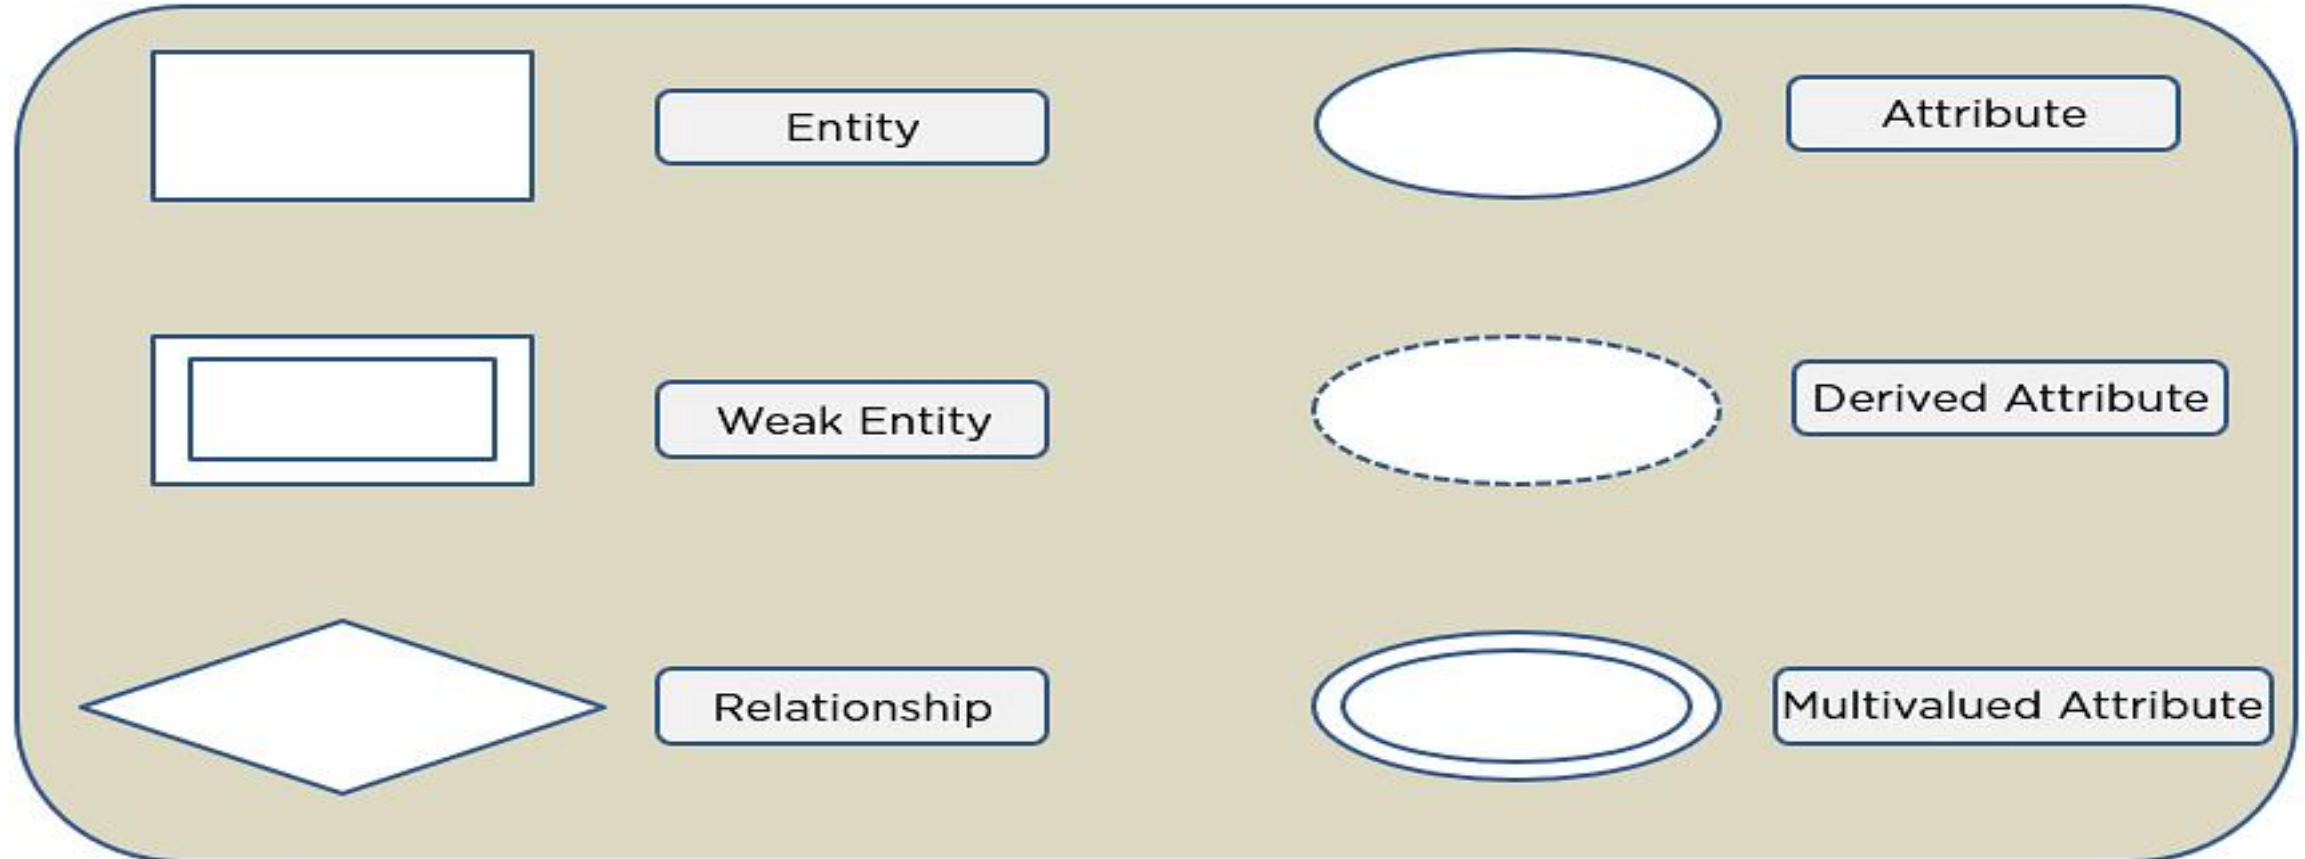 Entity
Attribute
Weak Entity
Derived Attribute
Relationship
Multivalued Attribute